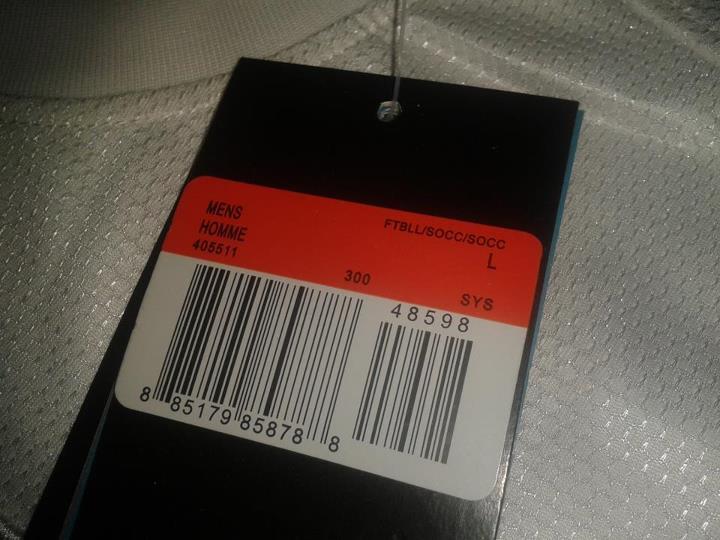 MENS
HOMME
405511
FTBLL/SOCC/SOCC
L
300
SYS
48598
8 85179 85878 8